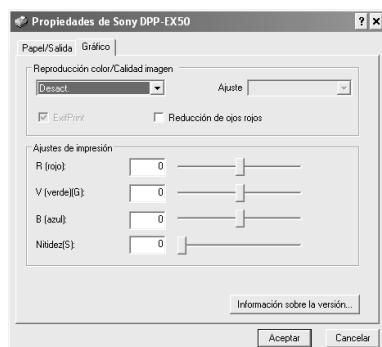 Propiedades de Sony DPP-EX50
Papel/Salida Gráfico
Reproducción color/Calidad imagen
Desact. Ajuste
ExifPrint Reducción de ojos rojos
Ajustes de impresión
R (rojo): 0
V (verde)(G): 0
B (azul): 0
Nitidez(S): 0
Información sobre la versión...
Aceptar Cancelar